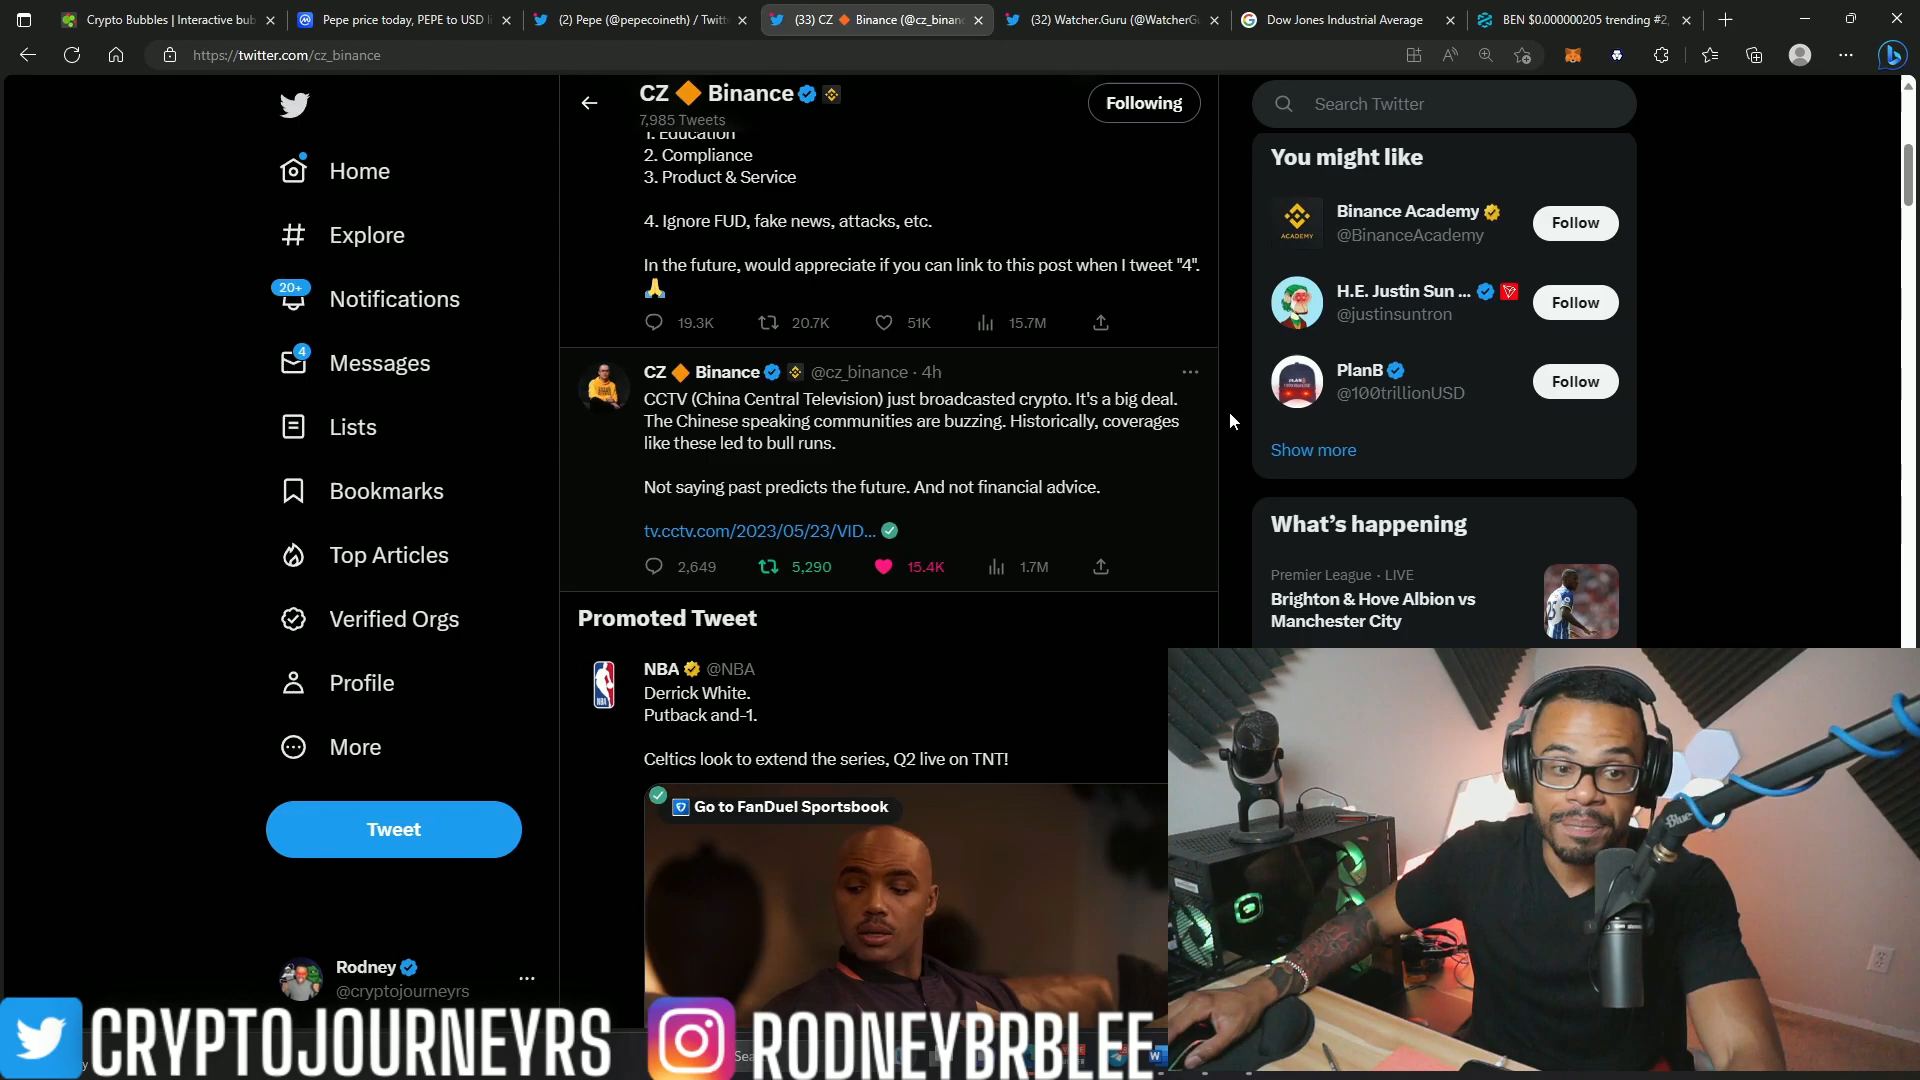 Crypto Bubbles | Interactive bub
Pepe price today, PEPE to USD li
(2) Pepe (@pepecoineth) / Twitt
(33) CZ 🔶 Binance (@cz_binanc
(32) Watcher.Guru (@WatcherGu
Dow Jones Industrial Average
BEN $0.000000205 trending #2,
https://twitter.com/cz_binance
CZ 🔶 Binance
7,985 Tweets
Following
Search Twitter
Home
Explore
20+
Notifications
4
Messages
Lists
Bookmarks
Top Articles
Verified Orgs
Profile
More
Tweet
Rodney
@cryptojourneyrs
1. Education
2. Compliance
3. Product & Service
4. Ignore FUD, fake news, attacks, etc.
In the future, would appreciate if you can link to this post when I tweet "4".
🙏
19.3K 20.7K 51K 15.7M
CZ 🔶 Binance @cz_binance · 4h
CCTV (China Central Television) just broadcasted crypto. It's a big deal.
The Chinese speaking communities are buzzing. Historically, coverages
like these led to bull runs.
Not saying past predicts the future. And not financial advice.
tv.cctv.com/2023/05/23/VID...
2,649 5,290 15.4K 1.7M
Promoted Tweet
NBA @NBA
Derrick White.
Putback and-1.
Celtics look to extend the series, Q2 live on TNT!
Go to FanDuel Sportsbook
You might like
Binance Academy
@BinanceAcademy
Follow
ACADEMY
H.E. Justin Sun ...
@justinsuntron
Follow
PlanB
@100trillionUSD
Follow
PLANB
Show more
What's happening
Premier League · LIVE
Brighton & Hove Albion vs
Manchester City
Blue
CRYPTOJOURNEYRS
RODNEYBRBLEE